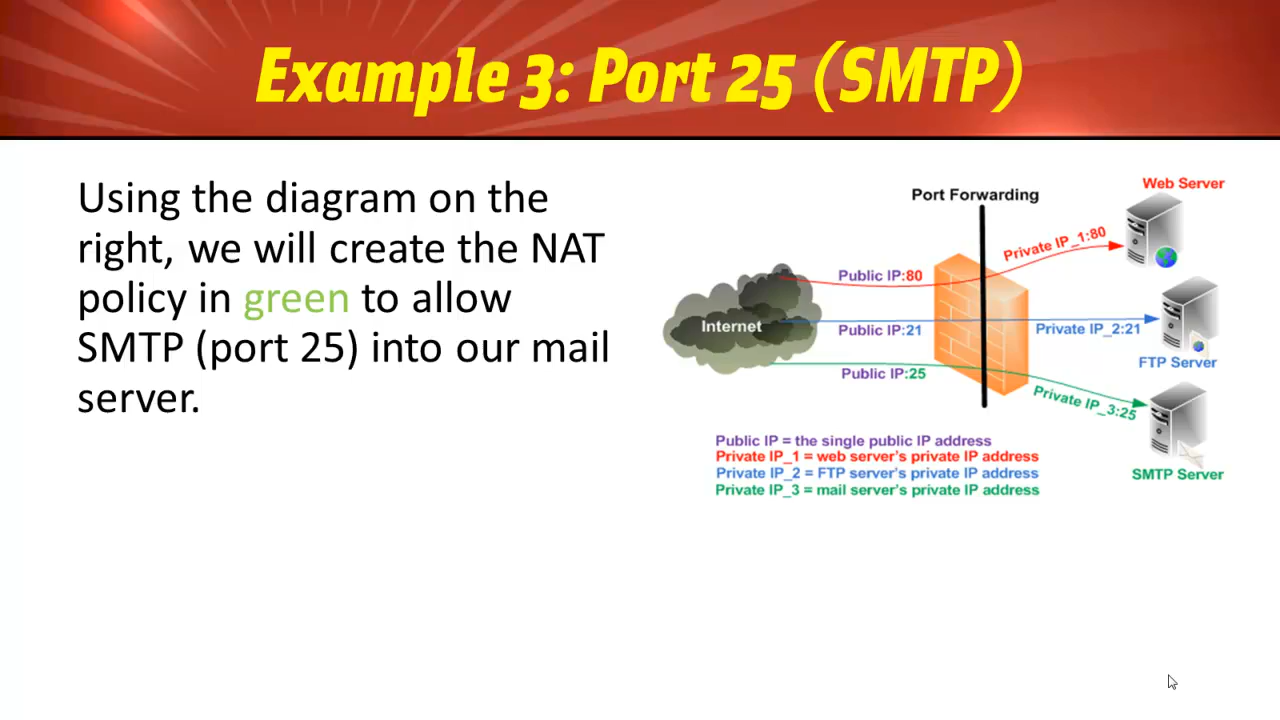 Example 3: Port 25 (SMTP)
Using the diagram on the
right, we will create the NAT
policy in green to allow
SMTP (port 25) into our mail
server.
Port Forwarding
Web Server
Public IP:80
Private IP_1:80
Internet
Public IP:21
Private IP_2:21
FTP Server
Public IP:25
Private IP_3:25
SMTP Server
Public IP = the single public IP address
Private IP_1 = web server's private IP address
Private IP_2 = FTP server's private IP address
Private IP_3 = mail server's private IP address